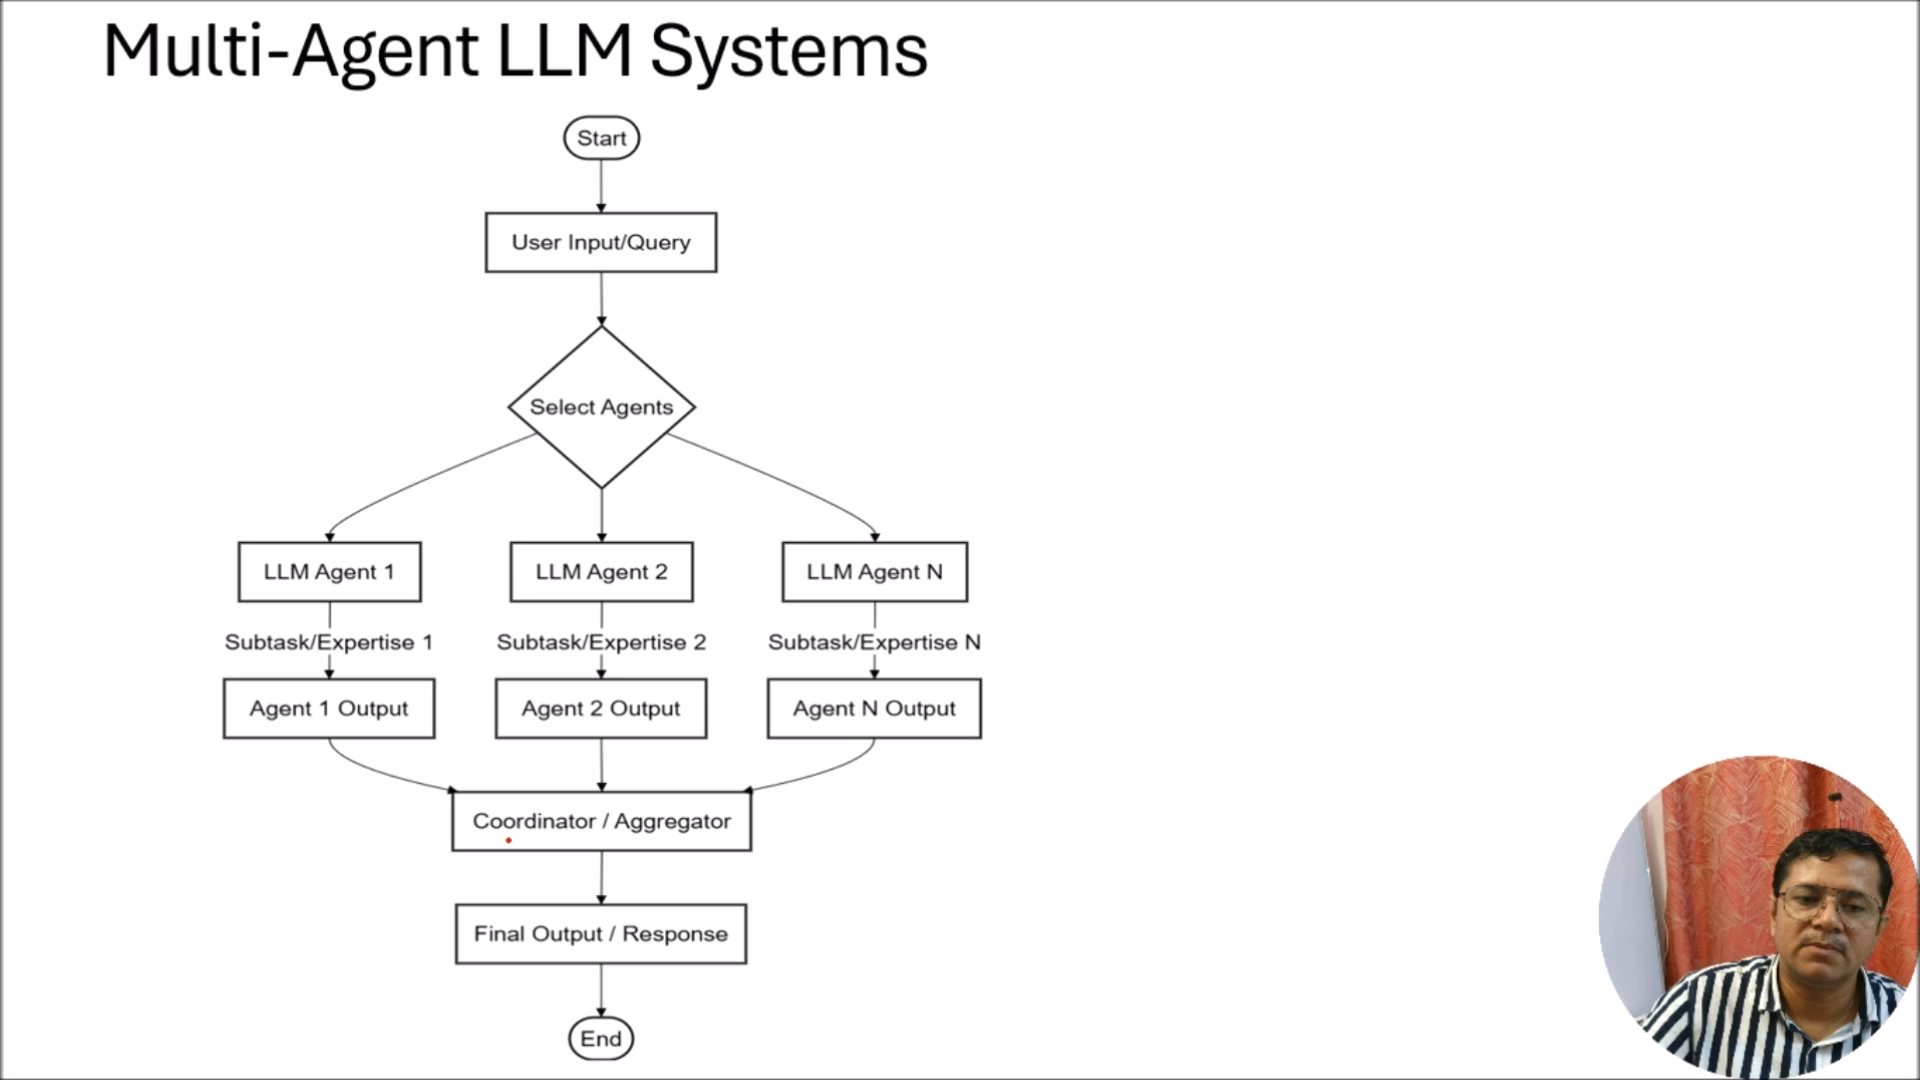 Multi-Agent LLM Systems
Start
User Input/Query
Select Agents
LLM Agent 1
LLM Agent 2
LLM Agent N
Subtask/Expertise 1
Subtask/Expertise 2
Subtask/Expertise N
Agent 1 Output
Agent 2 Output
Agent N Output
Coordinator / Aggregator
Final Output / Response
End